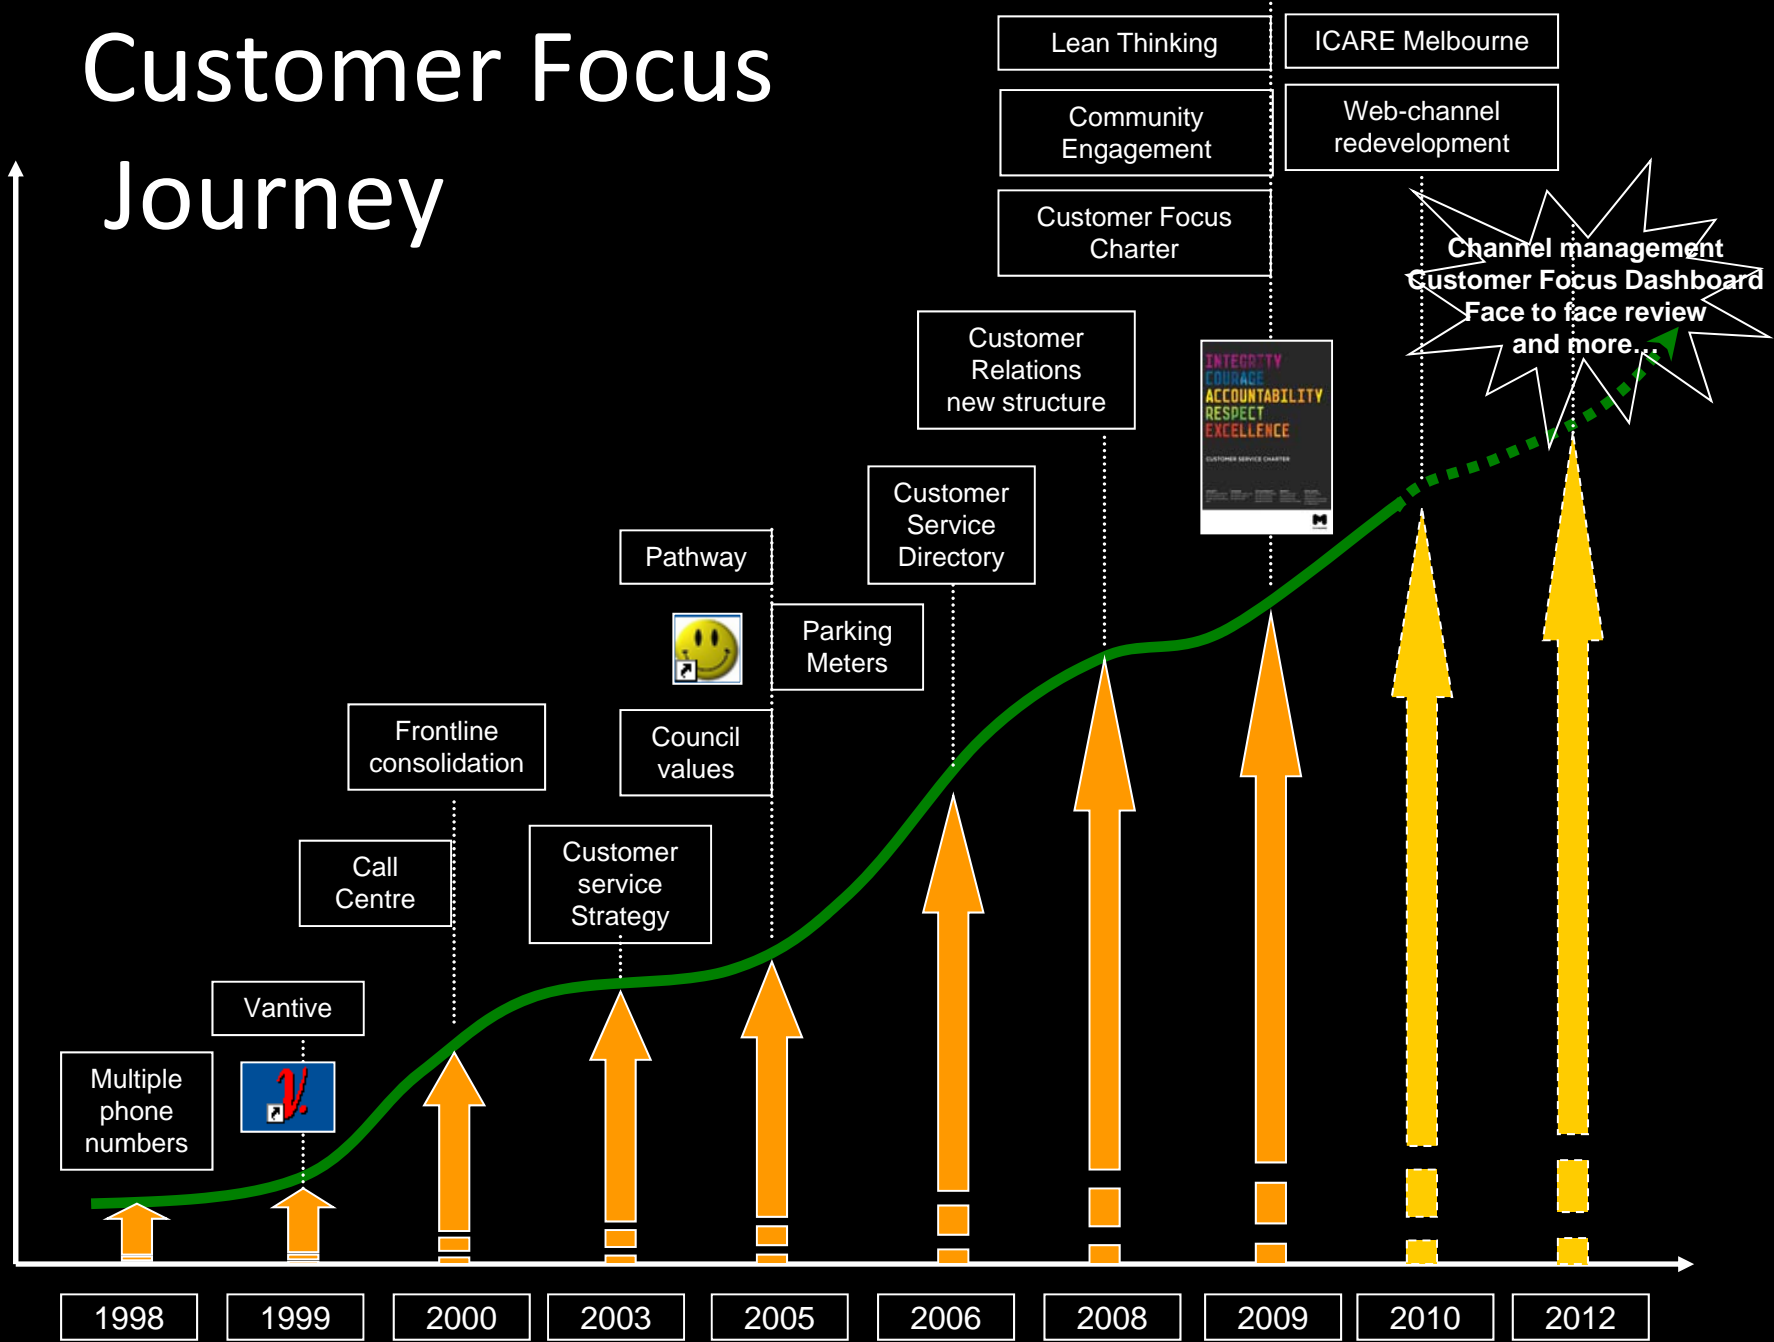 Customer Focus
Journey
Lean Thinking
ICARE Melbourne
Community
Engagement
Web-channel
redevelopment
Customer Focus
Charter
Channel management
Customer Focus Dashboard
Face to face review
and more...
Customer
Relations
new structure
INTEGRITY
COURAGE
ACCOUNTABILITY
RESPECT
EXCELLENCE
CUSTOMER SERVICE CHARTER
Customer
Service
Directory
Pathway
Parking
Meters
Council
values
Frontline
consolidation
Call
Centre
Customer
service
Strategy
Vantive
V.
Multiple
phone
numbers
1998
1999
2000
2003
2005
2006
2008
2009
2010
2012